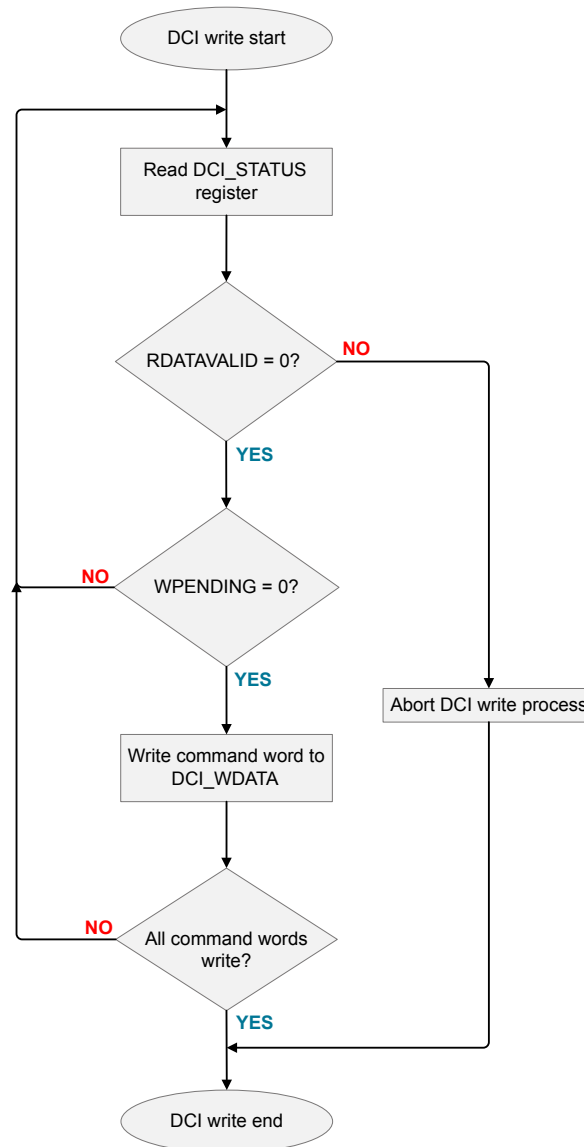 DCI write start
Read DCI_STATUS
register
RDATAVALID = 0?
NO
YES
WPENDING = 0?
NO
YES
Abort DCI write process
Write command word to
DCI_WDATA
All command words
write?
NO
YES
DCI write end